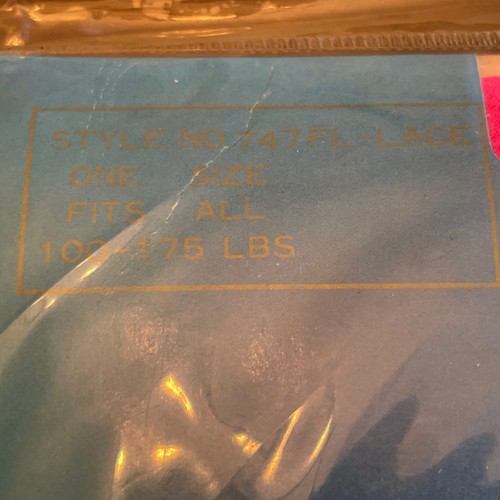 STYLE NO. 747FL-LACE
ONE SIZE
FITS ALL
100-175 LBS